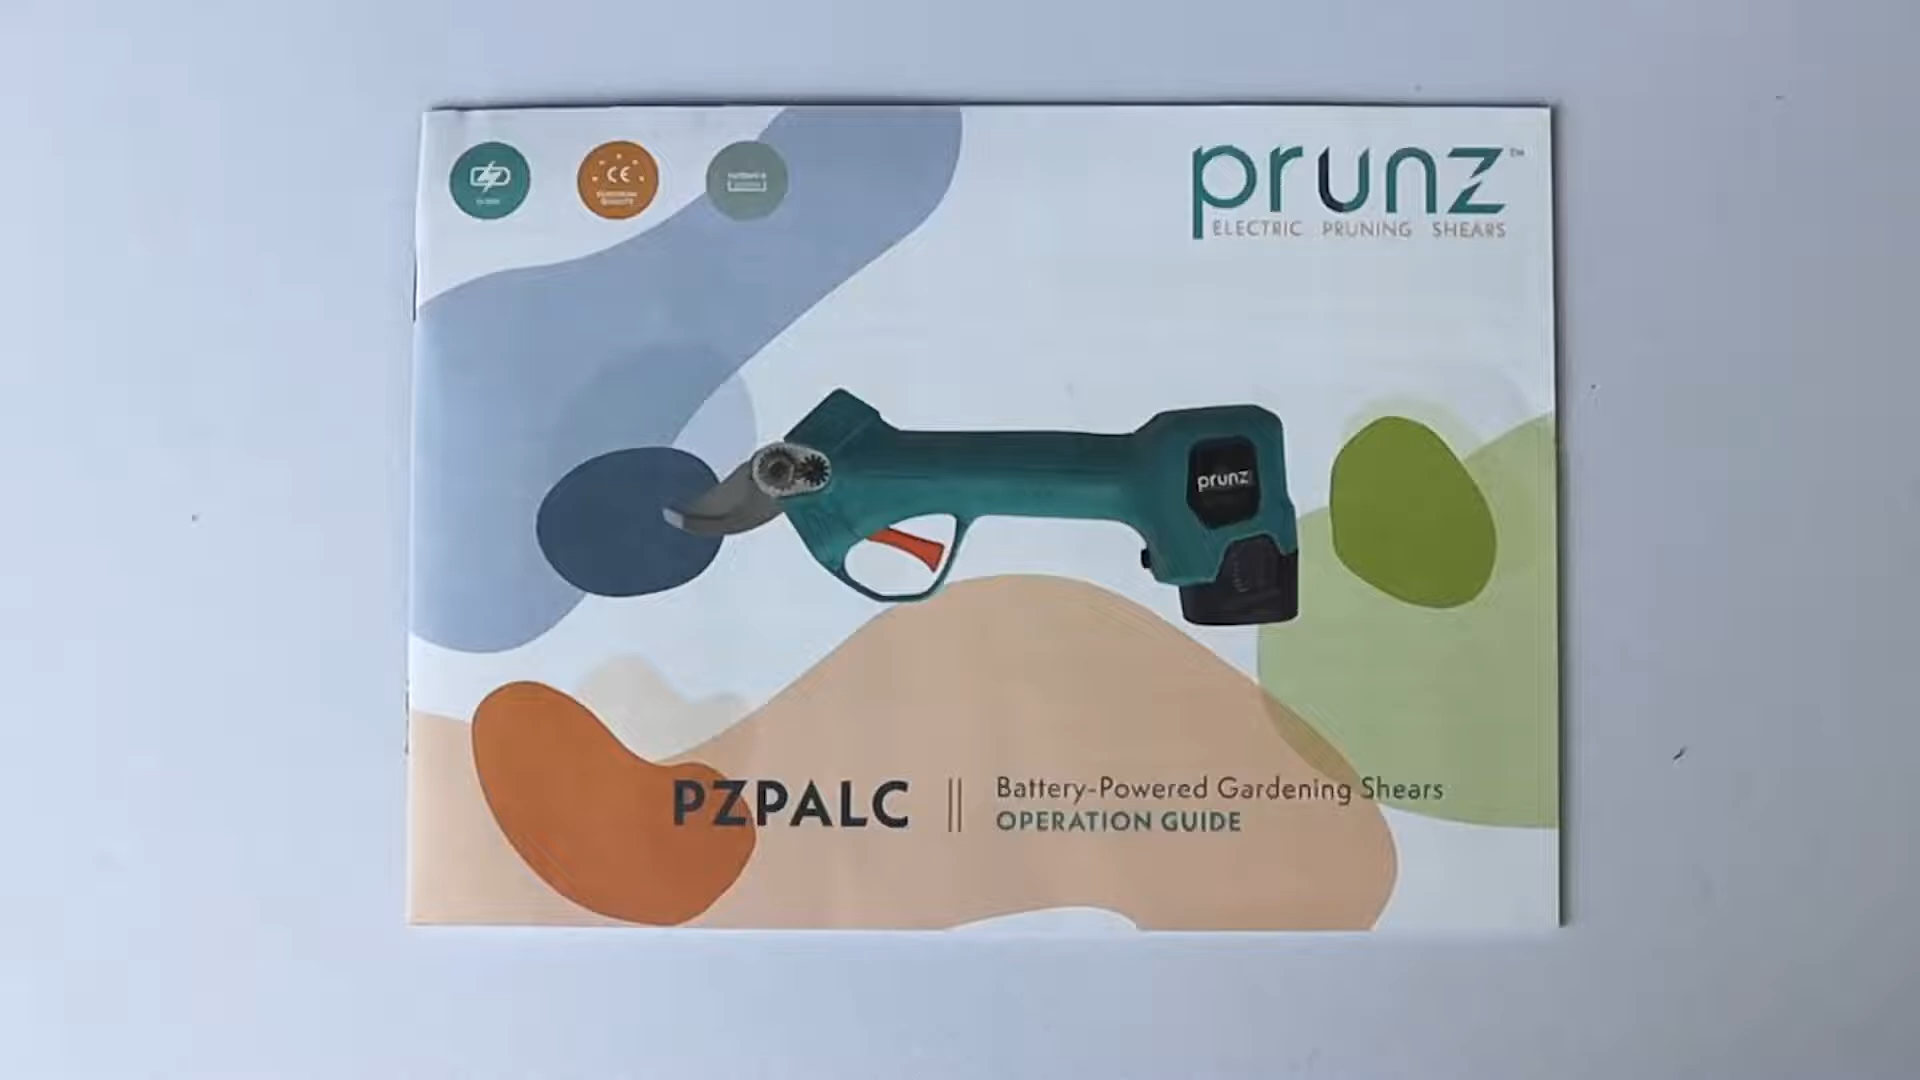 CE
prunz™
ELECTRIC PRUNING SHEARS
prunz
PZPALC
Battery-Powered Gardening Shears
OPERATION GUIDE